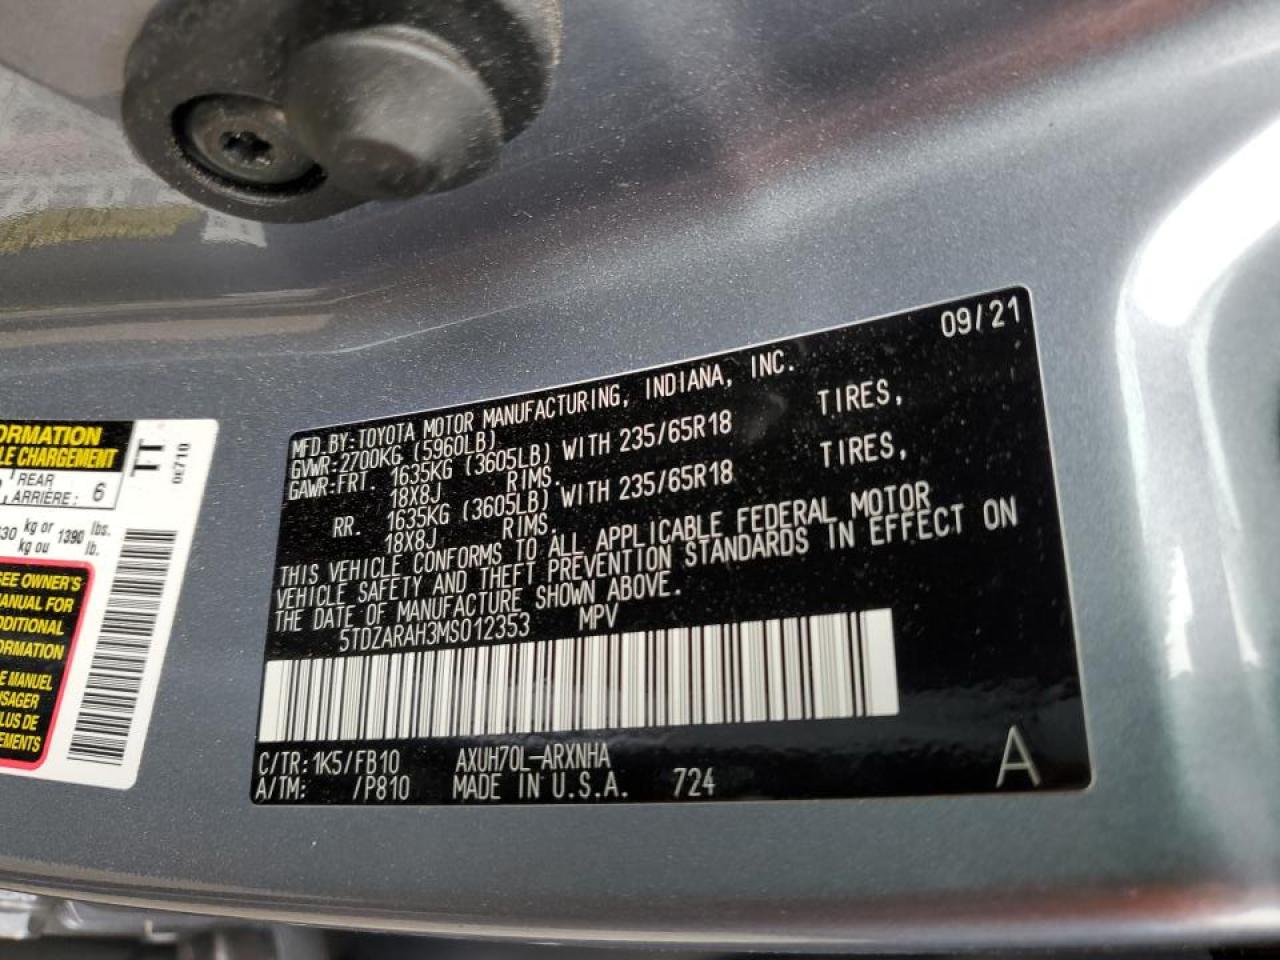 09/21
MFD.BY:TOYOTA MOTOR MANUFACTURING, INDIANA, INC.
GVWR:2700KG (5960LB)
GAWR:FRT. 1635KG (3605LB) WITH 235/65R18 TIRES,
18X8J RIMS.
RR. 1635KG (3605LB) WITH 235/65R18 TIRES,
18X8J RIMS.
THIS VEHICLE CONFORMS TO ALL APPLICABLE FEDERAL MOTOR
VEHICLE SAFETY AND THEFT PREVENTION STANDARDS IN EFFECT ON
THE DATE OF MANUFACTURE SHOWN ABOVE.
5TDZARAH3MS012353 MPV
C/TR:1K5/FB10 AXUH70L-ARXNHA
A/TM: /P810 MADE IN U.S.A. 724
A
ORMATION
LE CHARGEMENT
TT
0E710
REAR
ARRIÈRE: 6
630 kg or 1390 lbs.
kg ou lb.
SEE OWNER'S
MANUAL FOR
DDITIONAL
ORMATION
E MANUEL
USAGER
LUS DE
EMENTS